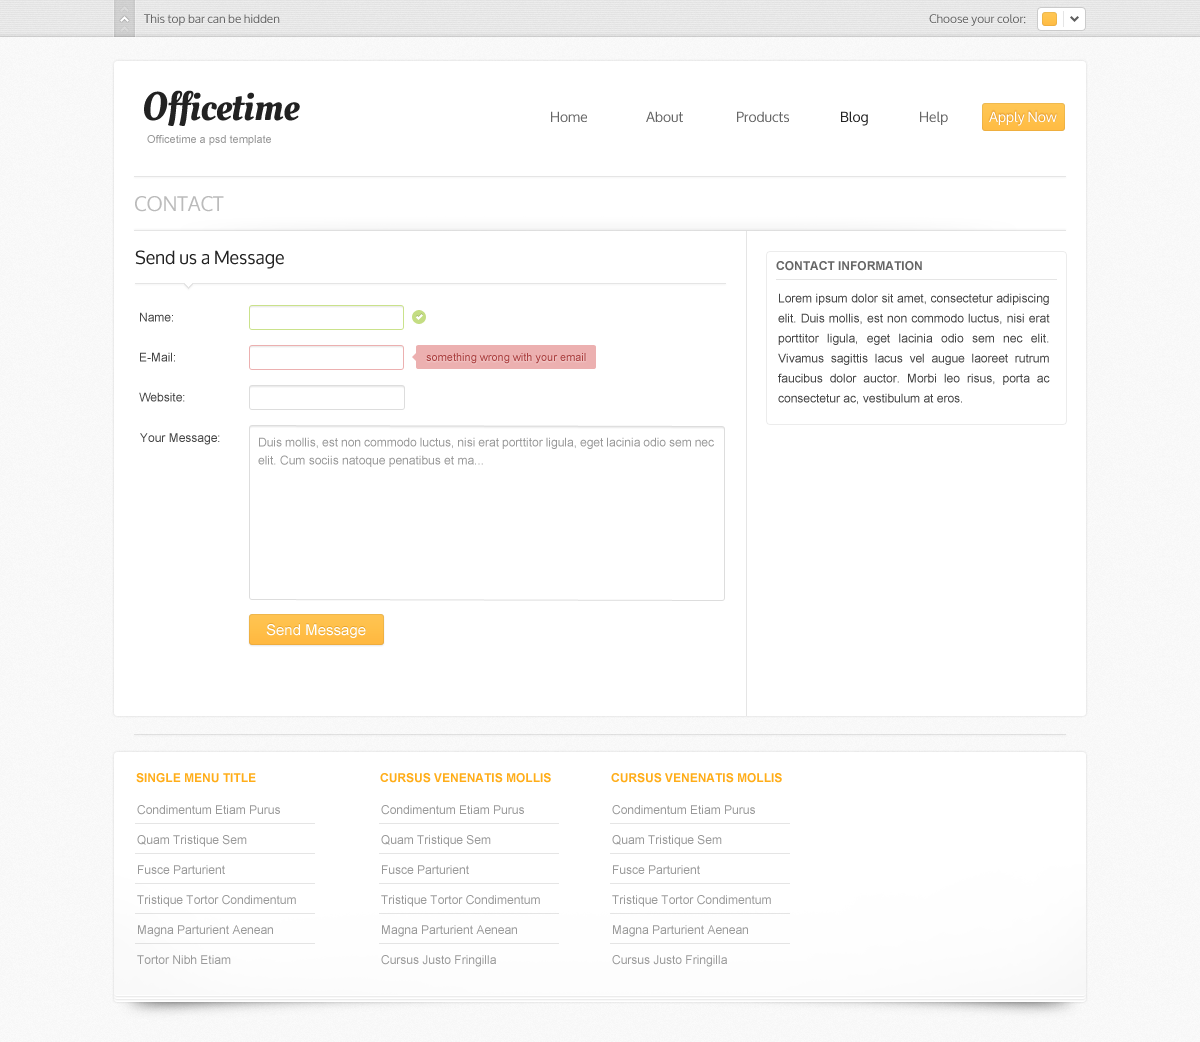 This top bar can be hidden
Choose your color:
Officetime
Officetime a psd template
Home About Products Blog Help Apply Now
CONTACT
Send us a Message
Name:
E-Mail: something wrong with your email
Website:
Your Message:
Duis mollis, est non commodo luctus, nisi erat porttitor ligula, eget lacinia odio sem nec
elit. Cum sociis natoque penatibus et ma...
Send Message
CONTACT INFORMATION
Lorem ipsum dolor sit amet, consectetur adipiscing
elit. Duis mollis, est non commodo luctus, nisi erat
porttitor ligula, eget lacinia odio sem nec elit.
Vivamus sagittis lacus vel augue laoreet rutrum
faucibus dolor auctor. Morbi leo risus, porta ac
consectetur ac, vestibulum at eros.
SINGLE MENU TITLE
Condimentum Etiam Purus
Quam Tristique Sem
Fusce Parturient
Tristique Tortor Condimentum
Magna Parturient Aenean
Tortor Nibh Etiam
CURSUS VENENATIS MOLLIS
Condimentum Etiam Purus
Quam Tristique Sem
Fusce Parturient
Tristique Tortor Condimentum
Magna Parturient Aenean
Cursus Justo Fringilla
CURSUS VENENATIS MOLLIS
Condimentum Etiam Purus
Quam Tristique Sem
Fusce Parturient
Tristique Tortor Condimentum
Magna Parturient Aenean
Cursus Justo Fringilla